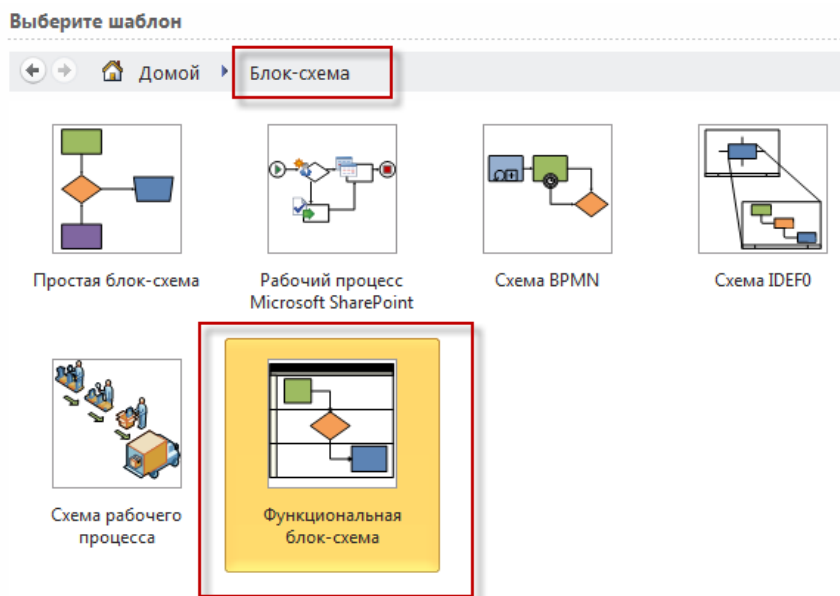 Выберите шаблон
Домой
Блок-схема
Простая блок-схема
Рабочий процесс
Microsoft SharePoint
Схема BPMN
Схема IDEF0
Схема рабочего
процесса
Функциональная
блок-схема